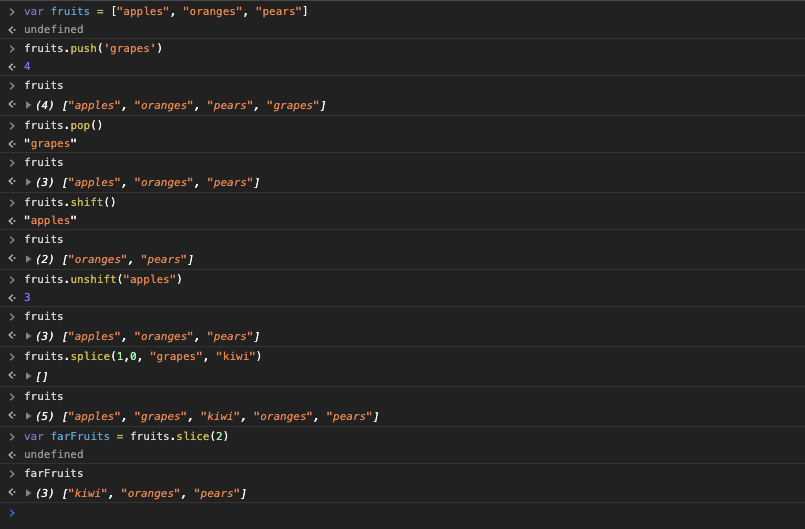 > var fruits = ["apples", "oranges", "pears"]
< undefined
> fruits.push('grapes')
< 4
> fruits
< ▶(4) ["apples", "oranges", "pears", "grapes"]
> fruits.pop()
< "grapes"
> fruits
< ▶(3) ["apples", "oranges", "pears"]
> fruits.shift()
< "apples"
> fruits
< ▶(2) ["oranges", "pears"]
> fruits.unshift("apples")
< 3
> fruits
< ▶(3) ["apples", "oranges", "pears"]
> fruits.splice(1,0, "grapes", "kiwi")
< ▶[]
> fruits
< ▶(5) ["apples", "grapes", "kiwi", "oranges", "pears"]
> var farFruits = fruits.slice(2)
< undefined
> farFruits
< ▶(3) ["kiwi", "oranges", "pears"]
>